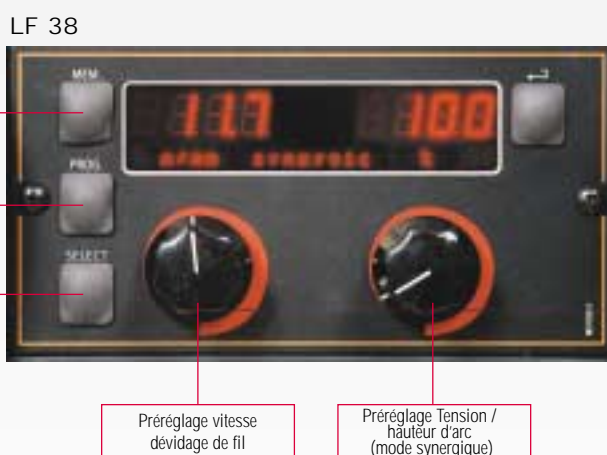 LF 38
MEM
11.7 10.0
PROG
SELECT
Préréglage vitesse
dévidage de fil
Préréglage Tension /
hauteur d'arc
(mode synergique)